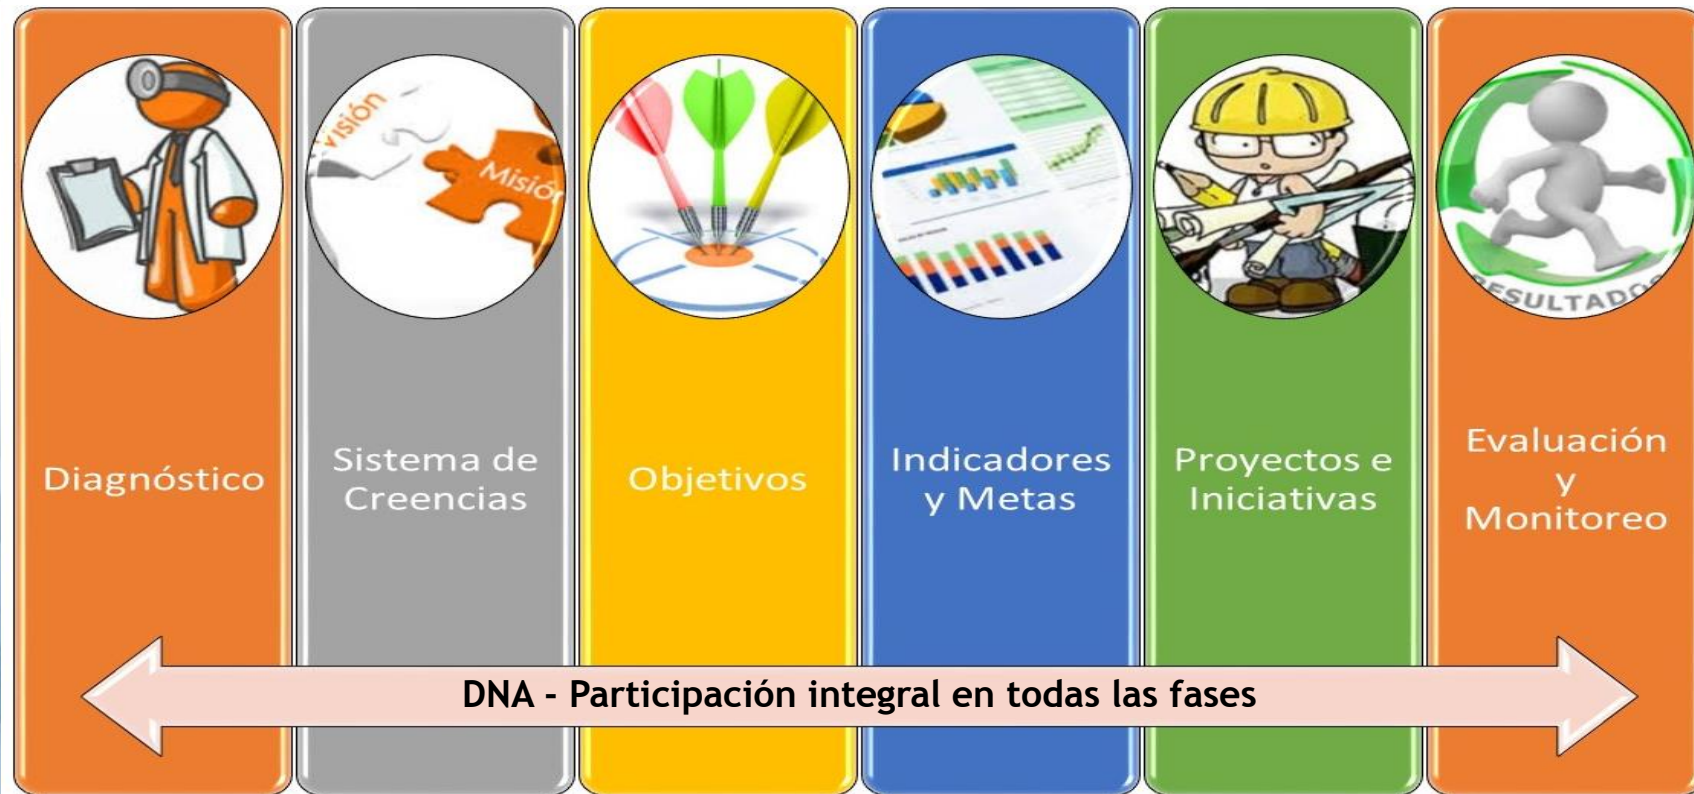 visión
Misión
RESULTADOS
Diagnóstico
Sistema de
Creencias
Objetivos
Indicadores
y Metas
Proyectos e
Iniciativas
Evaluación
y
Monitoreo
DNA - Participación integral en todas las fases